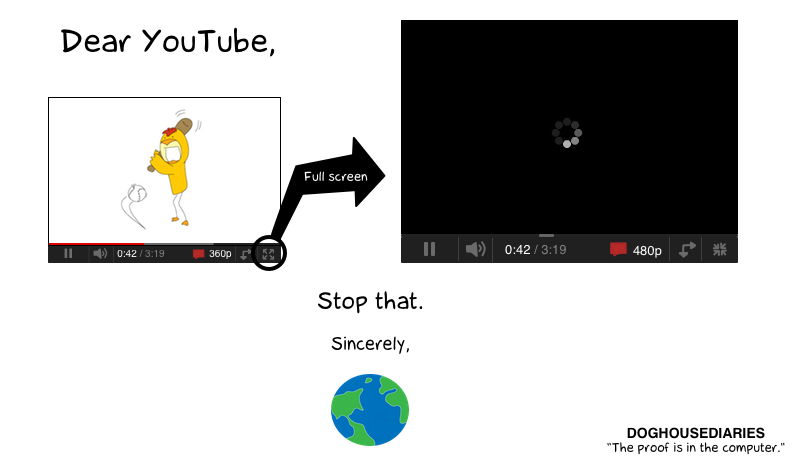 Dear YouTube,
Full screen
0:42 / 3:19
360p
0:42 / 3:19
480p
Stop that.
Sincerely,
DOGHOUSEDIARIES
"The proof is in the computer."